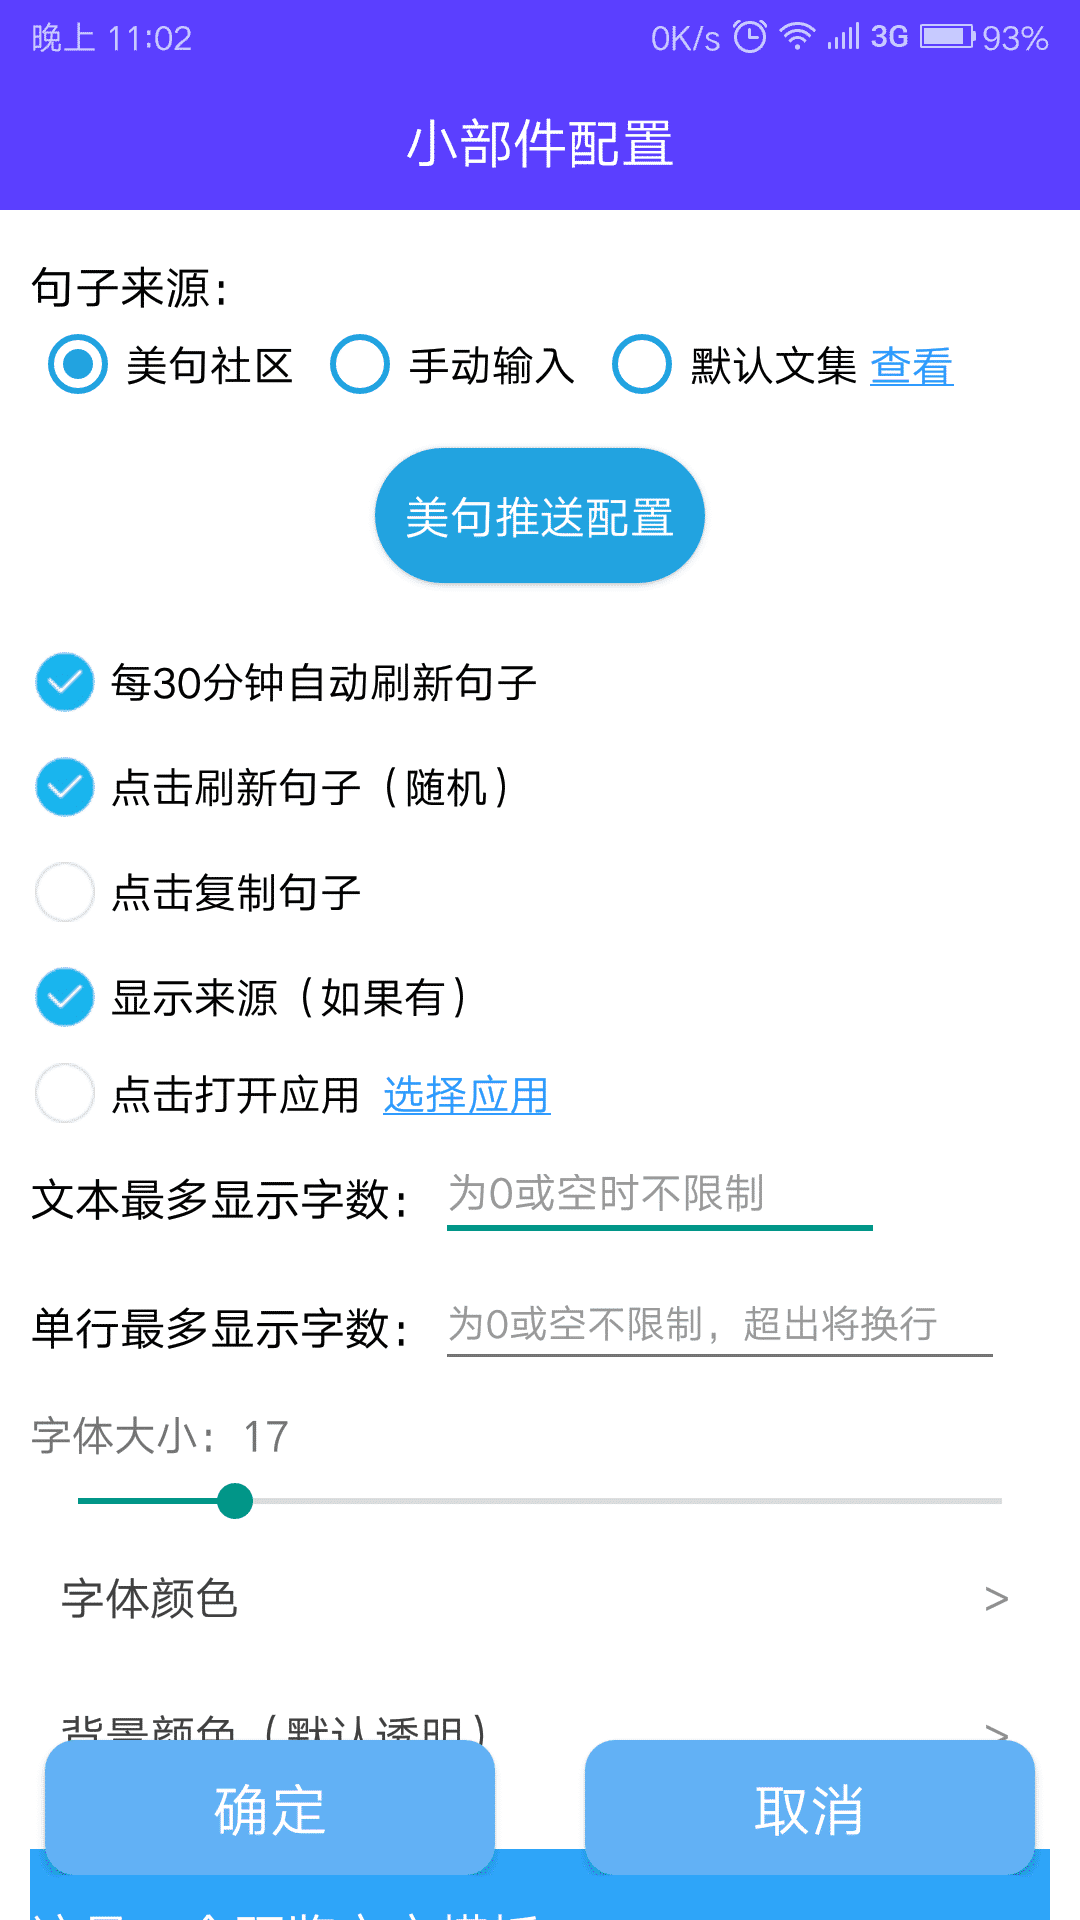 晚上 11:02 0K/s 3G 93%
小部件配置
句子来源:
美句社区 手动输入 默认文集 查看
美句推送配置
每30分钟自动刷新句子
点击刷新句子（随机）
点击复制句子
显示来源（如果有）
点击打开应用 选择应用
文本最多显示字数: 为0或空时不限制
单行最多显示字数: 为0或空不限制，超出将换行
字体大小: 17
字体颜色 >
背景颜色（默认透明） >
确定 取消